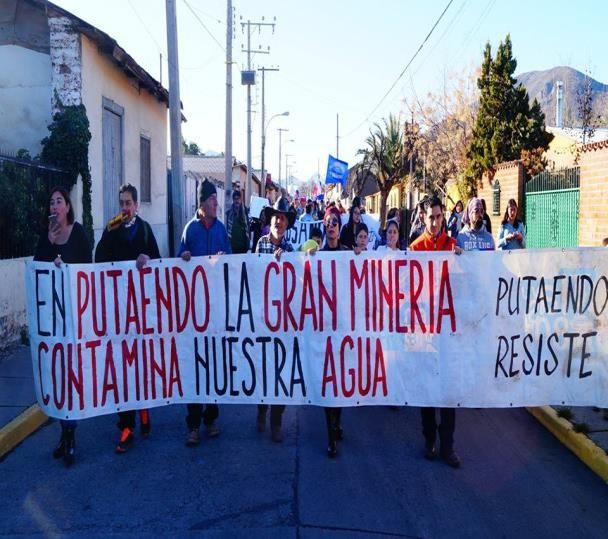 EN PUTAENDO LA GRAN MINERIA
CONTAMINA NUESTRA AGUA
PUTAENDO
RESISTE